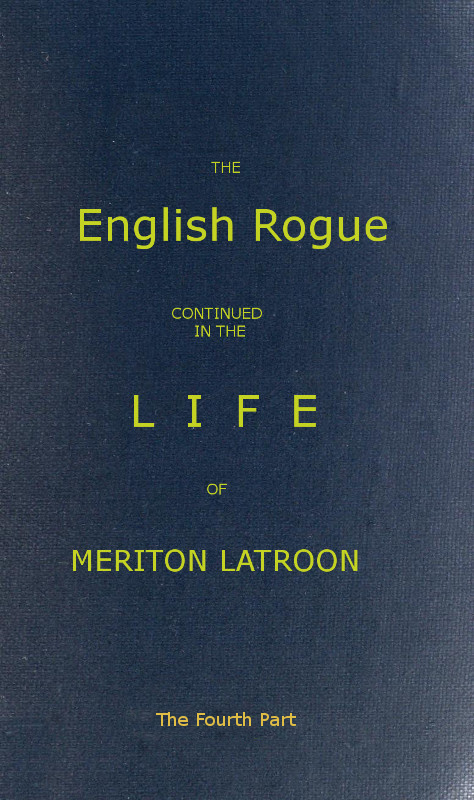 THE
English Rogue
CONTINUED
IN THE
L I F E
OF
MERITON LATROON
The Fourth Part